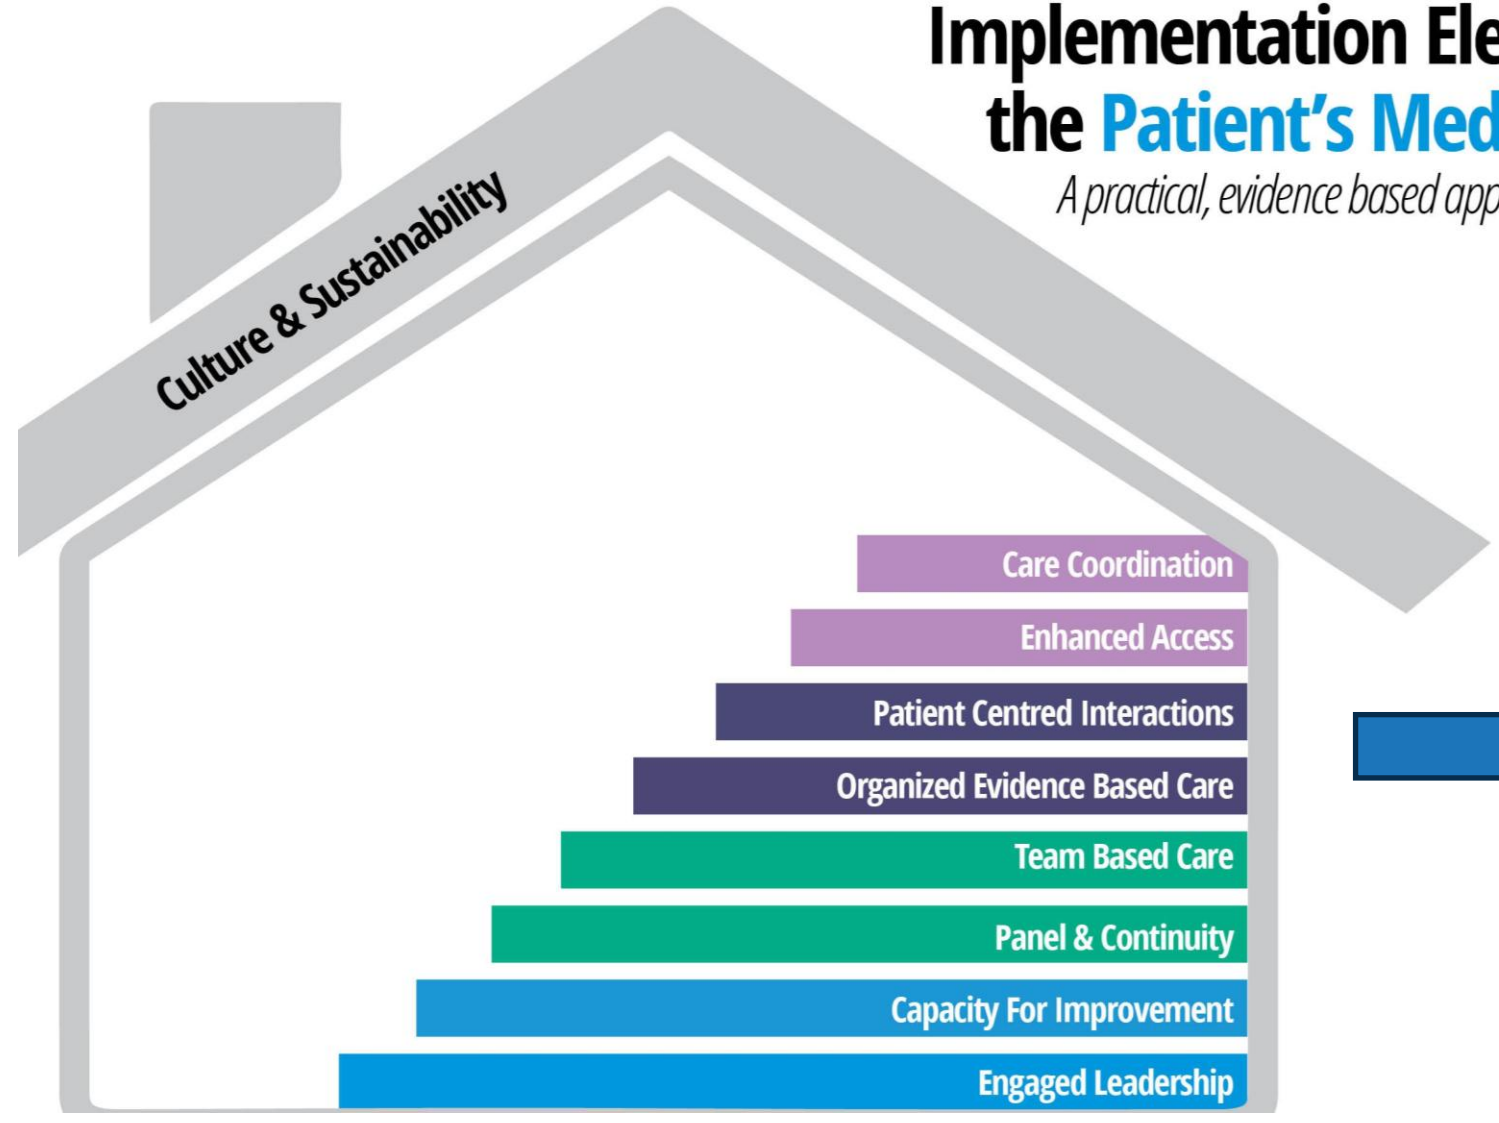 Implementation Ele
the Patient's Med
A practical, evidence based app
Culture & Sustainability
Care Coordination
Enhanced Access
Patient Centred Interactions
Organized Evidence Based Care
Team Based Care
Panel & Continuity
Capacity For Improvement
Engaged Leadership